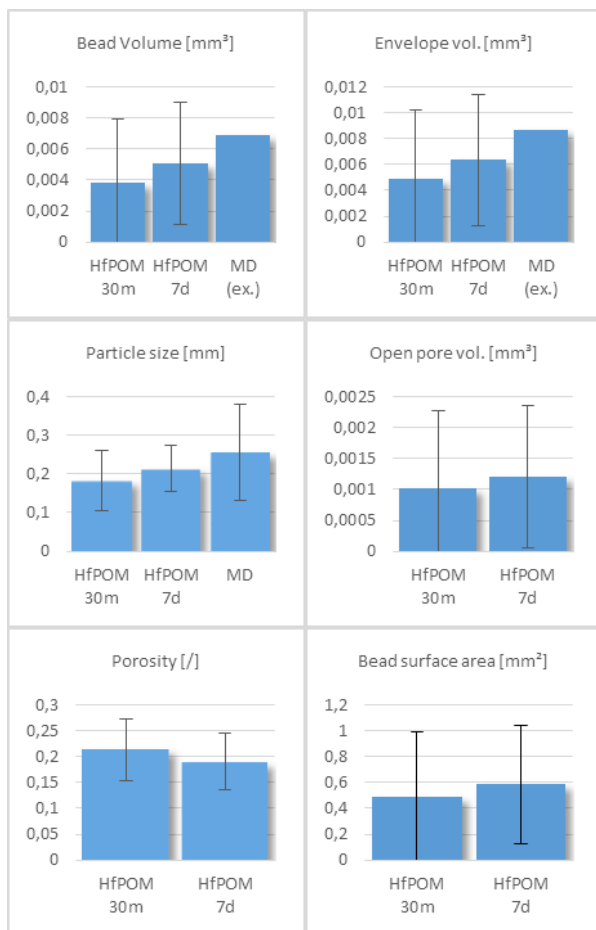 Bead Volume [mm³]
0,01
0,008
0,006
0,004
0,002
0
HfPOM HfPOM MD
30m 7d (ex.)
Envelope vol. [mm³]
0,012
0,01
0,008
0,006
0,004
0,002
0
HfPOM HfPOM MD
30m 7d (ex.)
Particle size [mm]
0,4
0,3
0,2
0,1
0
HfPOM HfPOM MD
30m 7d
Open pore vol. [mm³]
0,0025
0,002
0,0015
0,001
0,0005
0
HfPOM HfPOM
30m 7d
Porosity [/]
0,3
0,25
0,2
0,15
0,1
0,05
0
HfPOM HfPOM
30m 7d
Bead surface area [mm²]
1,2
1
0,8
0,6
0,4
0,2
0
HfPOM HfPOM
30m 7d